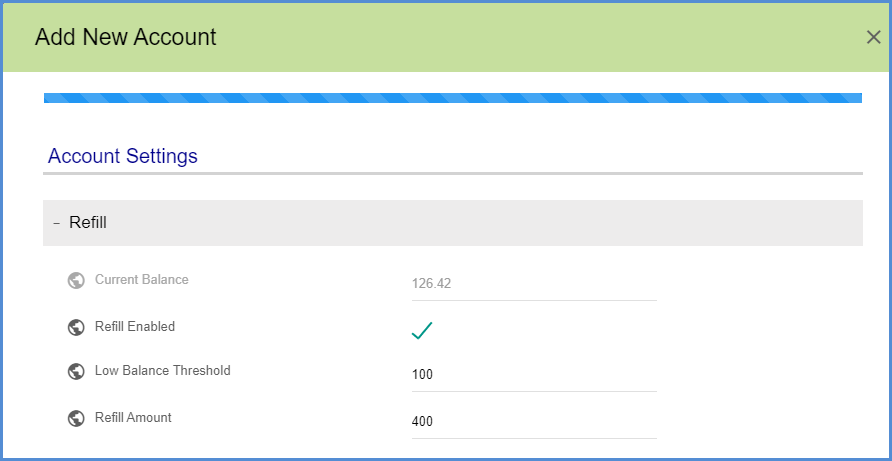 Add New Account
Account Settings
− Refill
Current Balance 126.42
Refill Enabled
Low Balance Threshold 100
Refill Amount 400